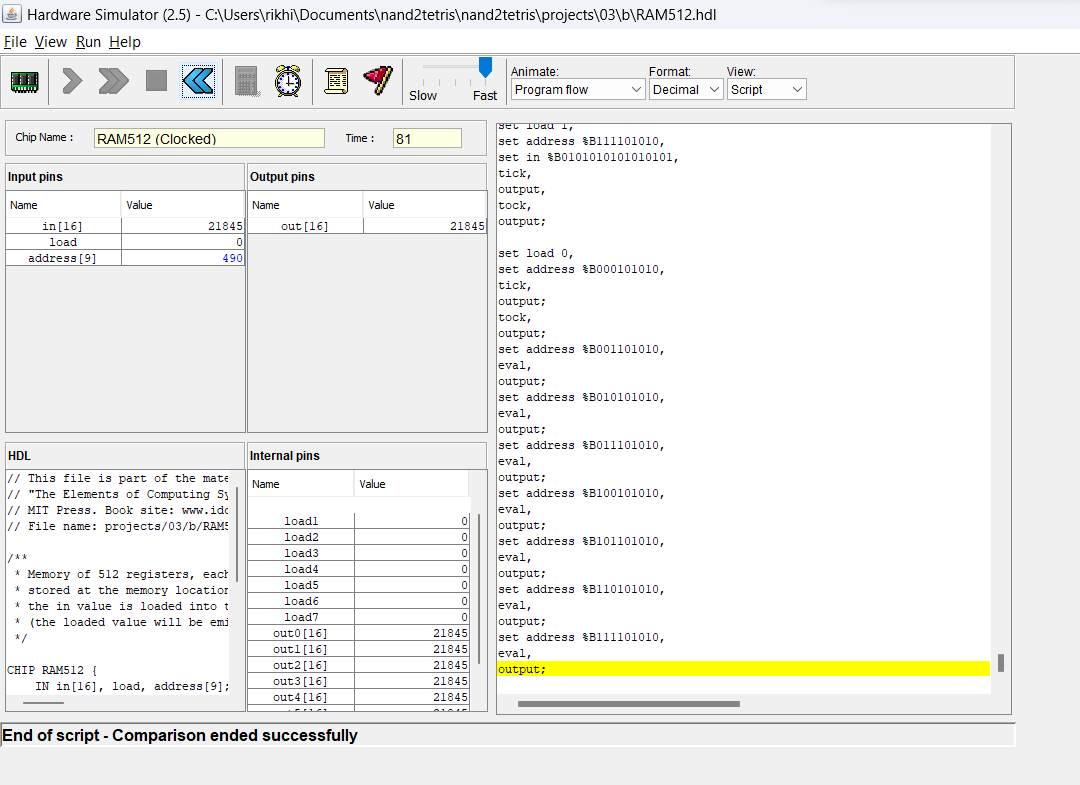 Hardware Simulator (2.5) - C:\Users\rikhi\Documents\nand2tetris\nand2tetris\projects\03\b\RAM512.hdl
File View Run Help
Slow Fast
Animate: Format: View:
Program flow Decimal Script
Chip Name : RAM512 (Clocked) Time : 81
Input pins
Name Value
in[16] 21845
load 0
address[9] 490
Output pins
Name Value
out[16] 21845
HDL
// This file is part of the mate
// "The Elements of Computing Sy
// MIT Press. Book site: www.idc
// File name: projects/03/b/RAM5
/**
* Memory of 512 registers, each
* stored at the memory location
* the in value is loaded into t
* (the loaded value will be emi
*/
CHIP RAM512 {
IN in[16], load, address[9];
Internal pins
Name Value
load1 0
load2 0
load3 0
load4 0
load5 0
load6 0
load7 0
out0[16] 21845
out1[16] 21845
out2[16] 21845
out3[16] 21845
out4[16] 21845
set load 1,
set address %B111101010,
set in %B0101010101010101,
tick,
output,
tock,
output;
set load 0,
set address %B000101010,
tick,
output;
tock,
output;
set address %B001101010,
eval,
output;
set address %B010101010,
eval,
output;
set address %B011101010,
eval,
output;
set address %B100101010,
eval,
output;
set address %B101101010,
eval,
output;
set address %B110101010,
eval,
output;
set address %B111101010,
eval,
output;
End of script - Comparison ended successfully